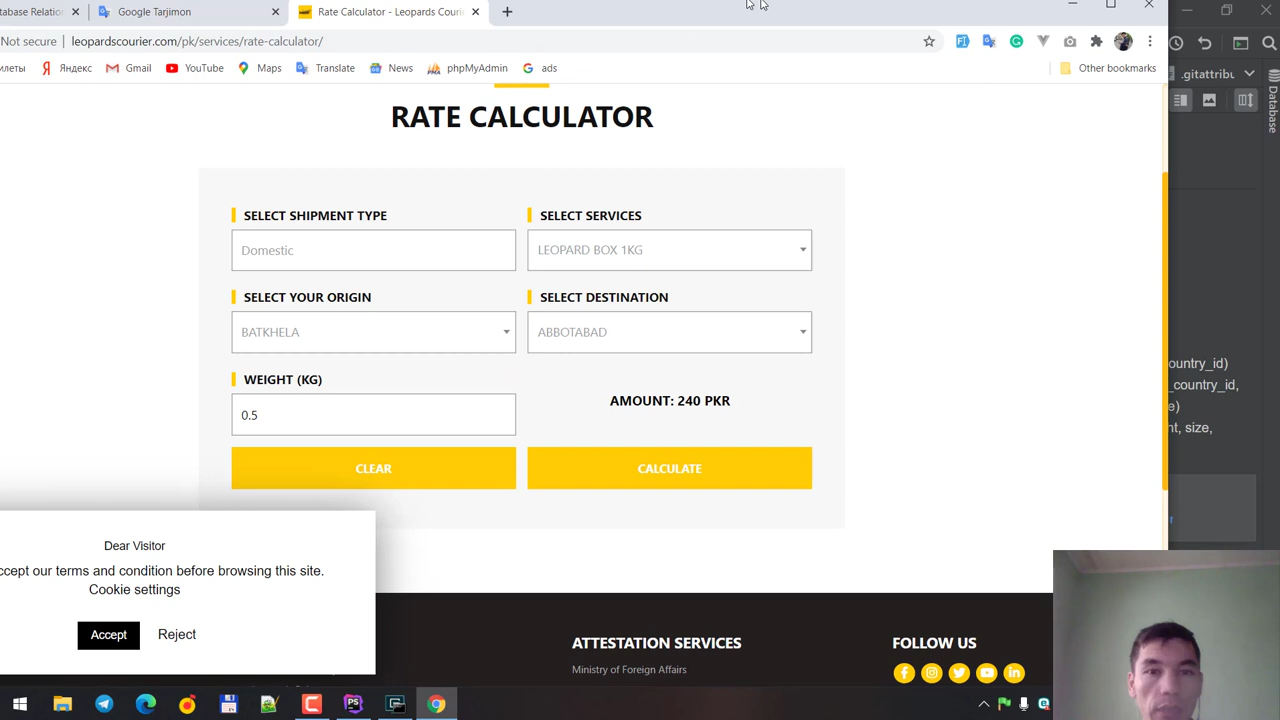 tabase Relation
Google Tarjimon
Rate Calculator - Leopards Couri
Not secure
leopardscourier.com/pk/services/rate-calculator/
.gitattribu
Яндекс
Gmail
YouTube
Maps
Translate
News
phpMyAdmin
ads
Other bookmarks
Database
RATE CALCULATOR
SELECT SHIPMENT TYPE
SELECT SERVICES
Domestic
LEOPARD BOX 1KG
SELECT YOUR ORIGIN
SELECT DESTINATION
BATKHELA
ABBOTABAD
WEIGHT (KG)
0.5
AMOUNT: 240 PKR
CLEAR
CALCULATE
ountry_id)
_country_id,
e)
nt, size,
Dear Visitor
ccept our terms and condition before browsing this site.
Cookie settings
Accept
Reject
ATTESTATION SERVICES
Ministry of Foreign Affairs
FOLLOW US